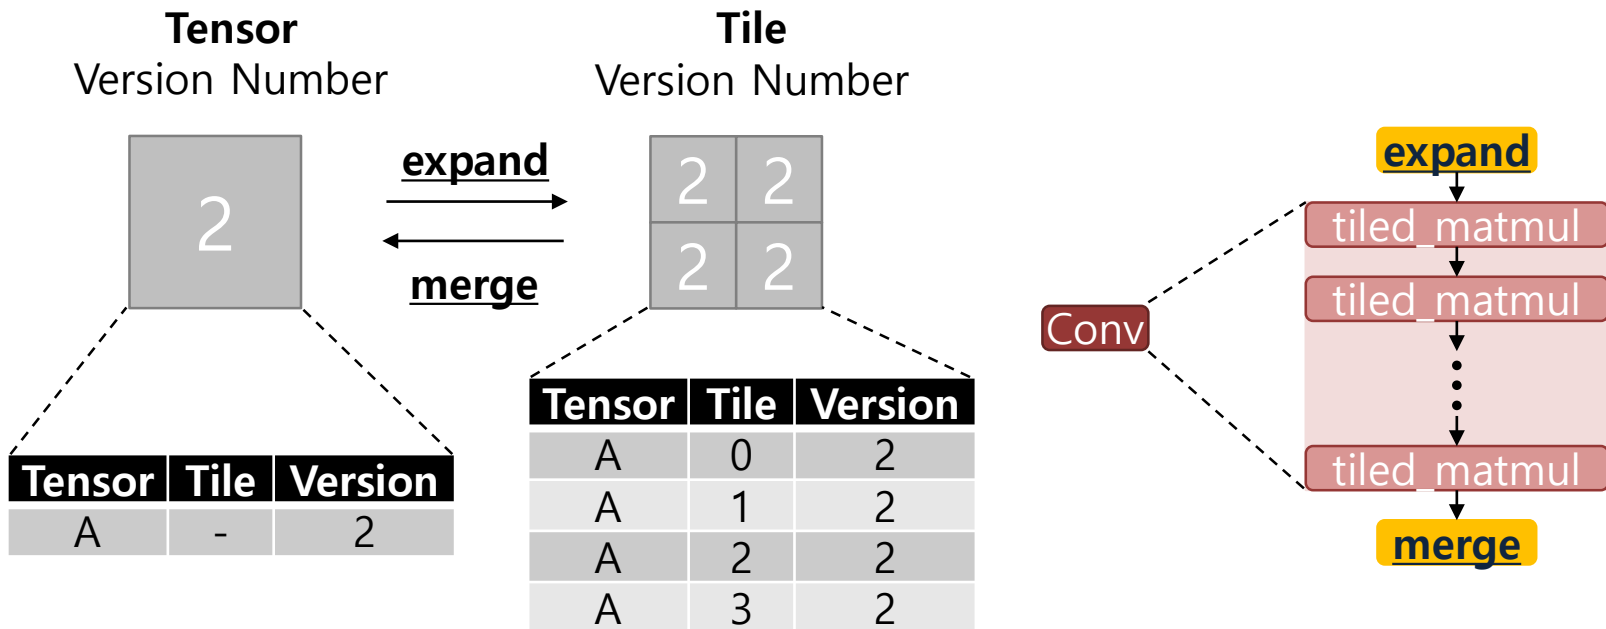 Tensor
Version Number
2
Tensor Tile Version
A - 2
expand
merge
Tile
Version Number
2 2
2 2
Tensor Tile Version
A 0 2
A 1 2
A 2 2
A 3 2
Conv
expand
tiled_matmul
tiled_matmul
tiled_matmul
merge